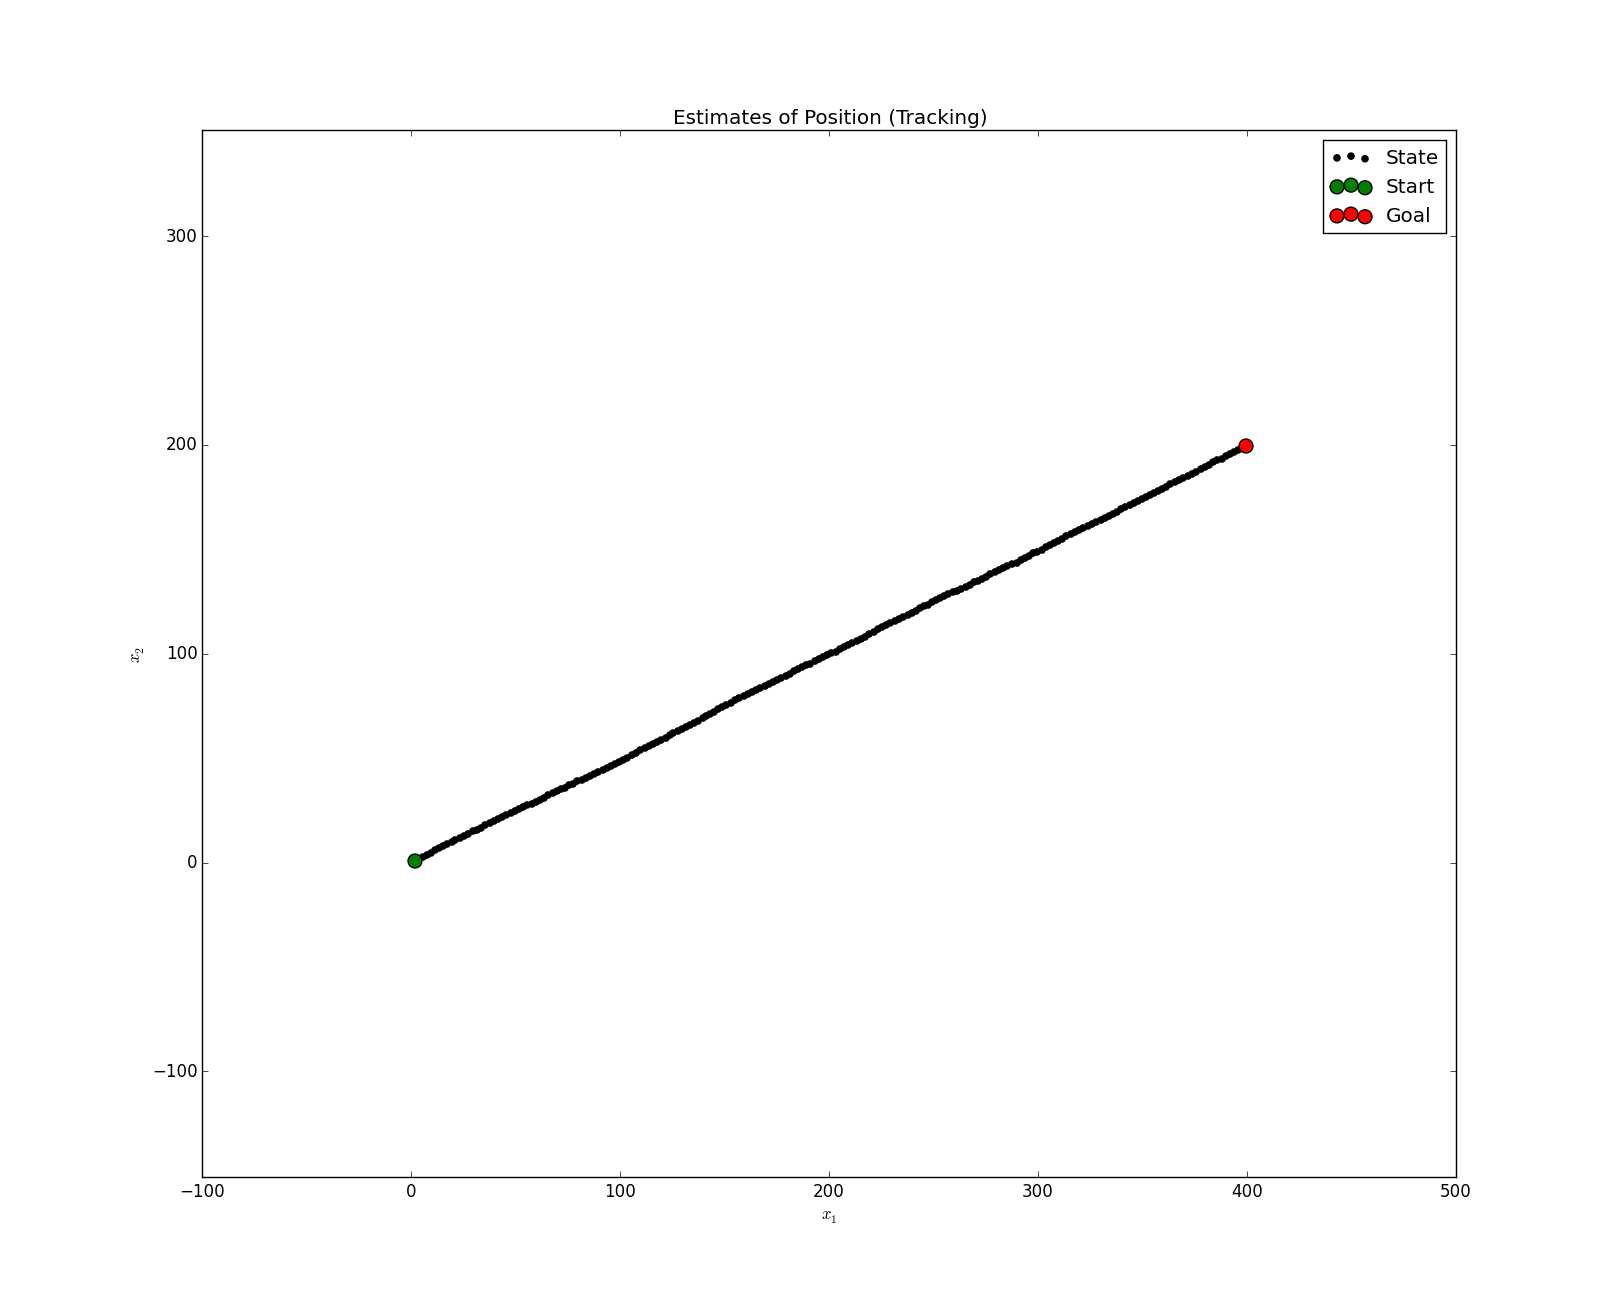 Estimates of Position (Tracking)
State
Start
Goal
300
200
100
0
−100
x₂
−100 0 100 200 300 400 500
x₁